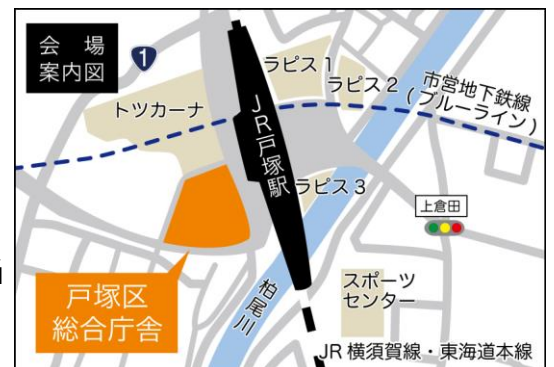 会 場
案内図
1
ラピス1
ラピス2
市営地下鉄線
(ブルーライン)
トツカーナ
JR戸塚駅
ラピス3
上倉田
戸塚区
総合庁舎
柏尾川
スポーツ
センター
JR 横須賀線・東海道本線